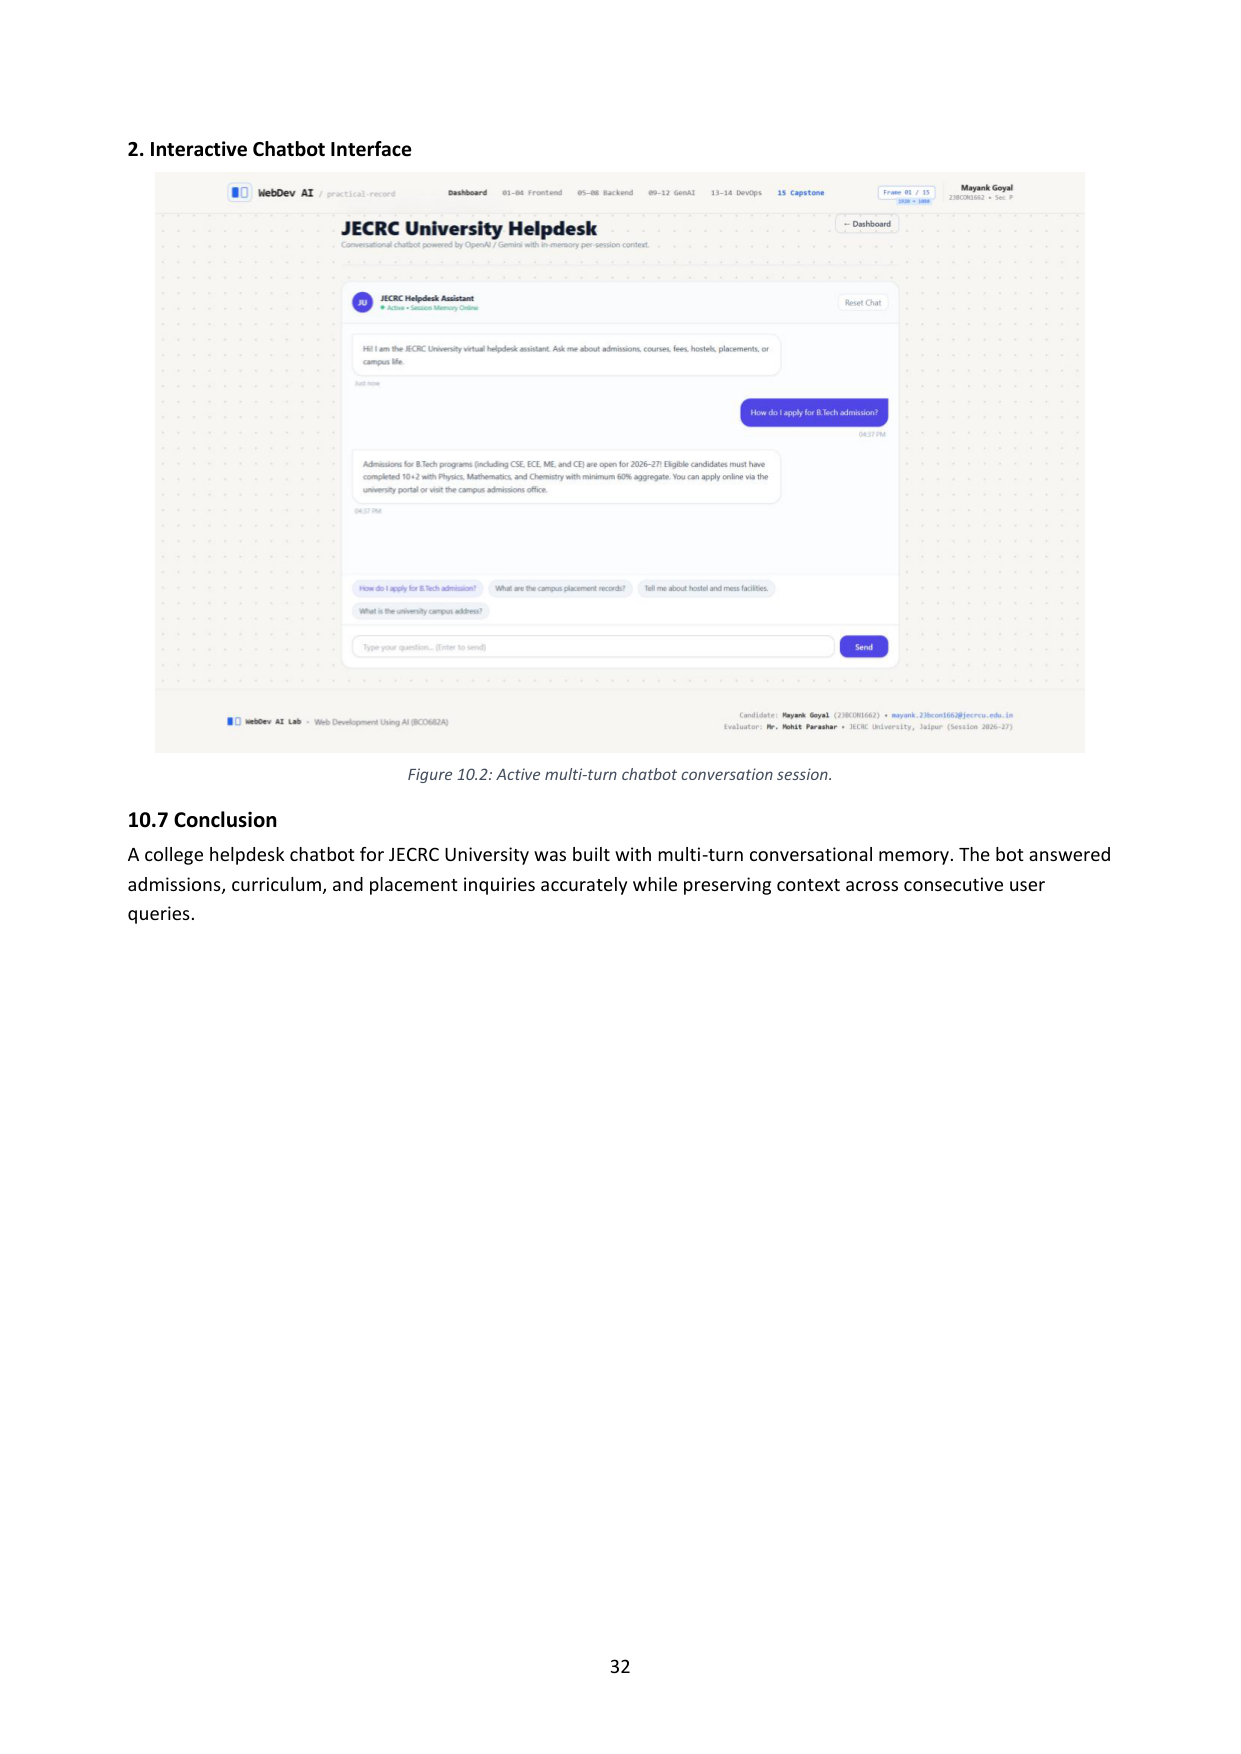 2. Interactive Chatbot Interface
WebDev AI / practical-record
Dashboard 01-04 Frontend 05-08 Backend 09-12 GenAI 13-14 DevOps 15 Capstone
Frame 01 / 15
1920 × 1080
Mayank Goyal
23BCON1662 • Sec P
JECRC University Helpdesk
← Dashboard
Conversational chatbot powered by OpenAI / Gemini with in-memory per-session context.
JU
JECRC Helpdesk Assistant
Active • Session Memory Online
Reset Chat
Hi! I am the JECRC University virtual helpdesk assistant. Ask me about admissions, courses, fees, hostels, placements, or
campus life.
Just now
How do I apply for B.Tech admission?
04:37 PM
Admissions for B.Tech programs (including CSE, ECE, ME, and CE) are open for 2026-27! Eligible candidates must have
completed 10+2 with Physics, Mathematics, and Chemistry with minimum 60% aggregate. You can apply online via the
university portal or visit the campus admissions office.
04:37 PM
How do I apply for B.Tech admission? What are the campus placement records? Tell me about hostel and mess facilities.
What is the university campus address?
Type your question... (Enter to send)
Send
WebDev AI Lab - Web Development Using AI (BCO682A)
Candidate: Mayank Goyal (23BCON1662) • mayank.23bcon1662@jecrcu.edu.in
Evaluator: Mr. Mohit Parashar • JECRC University, Jaipur (Session 2026-27)
Figure 10.2: Active multi-turn chatbot conversation session.
10.7 Conclusion
A college helpdesk chatbot for JECRC University was built with multi-turn conversational memory. The bot answered
admissions, curriculum, and placement inquiries accurately while preserving context across consecutive user
queries.
32